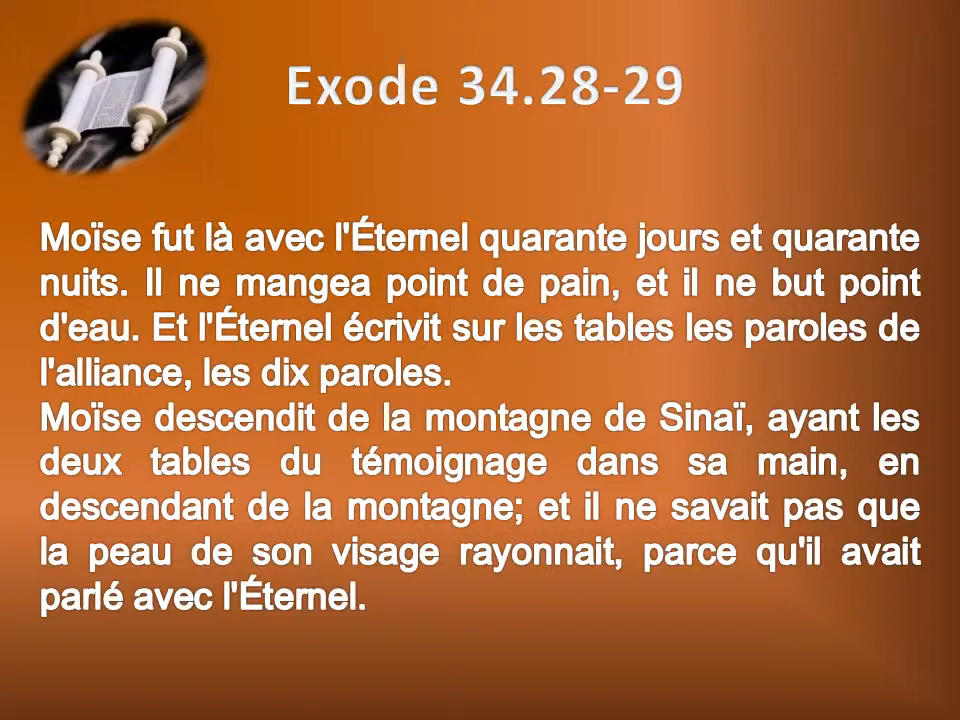 Exode 34.28-29
Moïse fut là avec l'Éternel quarante jours et quarante
nuits. Il ne mangea point de pain, et il ne but point
d'eau. Et l'Éternel écrivit sur les tables les paroles de
l'alliance, les dix paroles.
Moïse descendit de la montagne de Sinaï, ayant les
deux tables du témoignage dans sa main, en
descendant de la montagne; et il ne savait pas que
la peau de son visage rayonnait, parce qu'il avait
parlé avec l'Éternel.